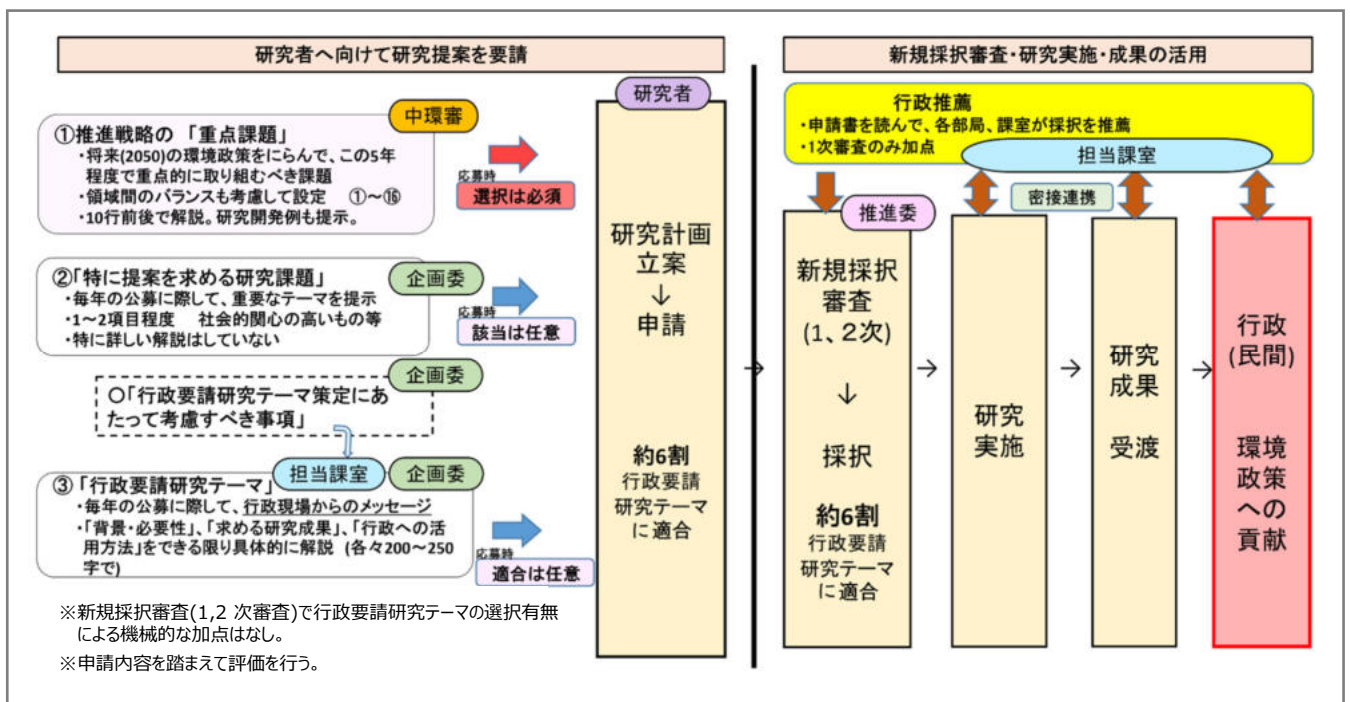 研究者へ向けて研究提案を要請
中環審
①推進戦略の「重点課題」
・将来(2050)の環境政策をにらんで、この5年
程度で重点的に取り組むべき課題
・領域間のバランスも考慮して設定　①～⑯
・10行前後で解説。研究開発例も提示。
応募時
選択は必須
企画委
②「特に提案を求める研究課題」
・毎年の公募に際して、重要なテーマを提示
・1～2項目程度　社会的関心の高いもの等
・特に詳しい解説はしていない
応募時
該当は任意
企画委
○「行政要請研究テーマ策定にあ
たって考慮すべき事項」
担当課室
企画委
③「行政要請研究テーマ」
・毎年の公募に際して、行政現場からのメッセージ
・「背景・必要性」、「求める研究成果」、「行政への活
用方法」をできる限り具体的に解説 (各々200～250
字で)
応募時
適合は任意
※新規採択審査(1,2 次審査)で行政要請研究テーマの選択有無
による機械的な加点はなし。
※申請内容を踏まえて評価を行う。
研究者
研究計画
立案
↓
申請
約6割
行政要請
研究テーマ
に適合
→
新規採択審査・研究実施・成果の活用
行政推薦
・申請書を読んで、各部局、課室が採択を推薦
・1次審査のみ加点
担当課室
密接連携
推進委
新規採択
審査
(1、2次)
↓
採択
約6割
行政要請
研究テーマ
に適合
→
研究
実施
→
研究
成果
受渡
→
行政
(民間)
環境
政策
への
貢献